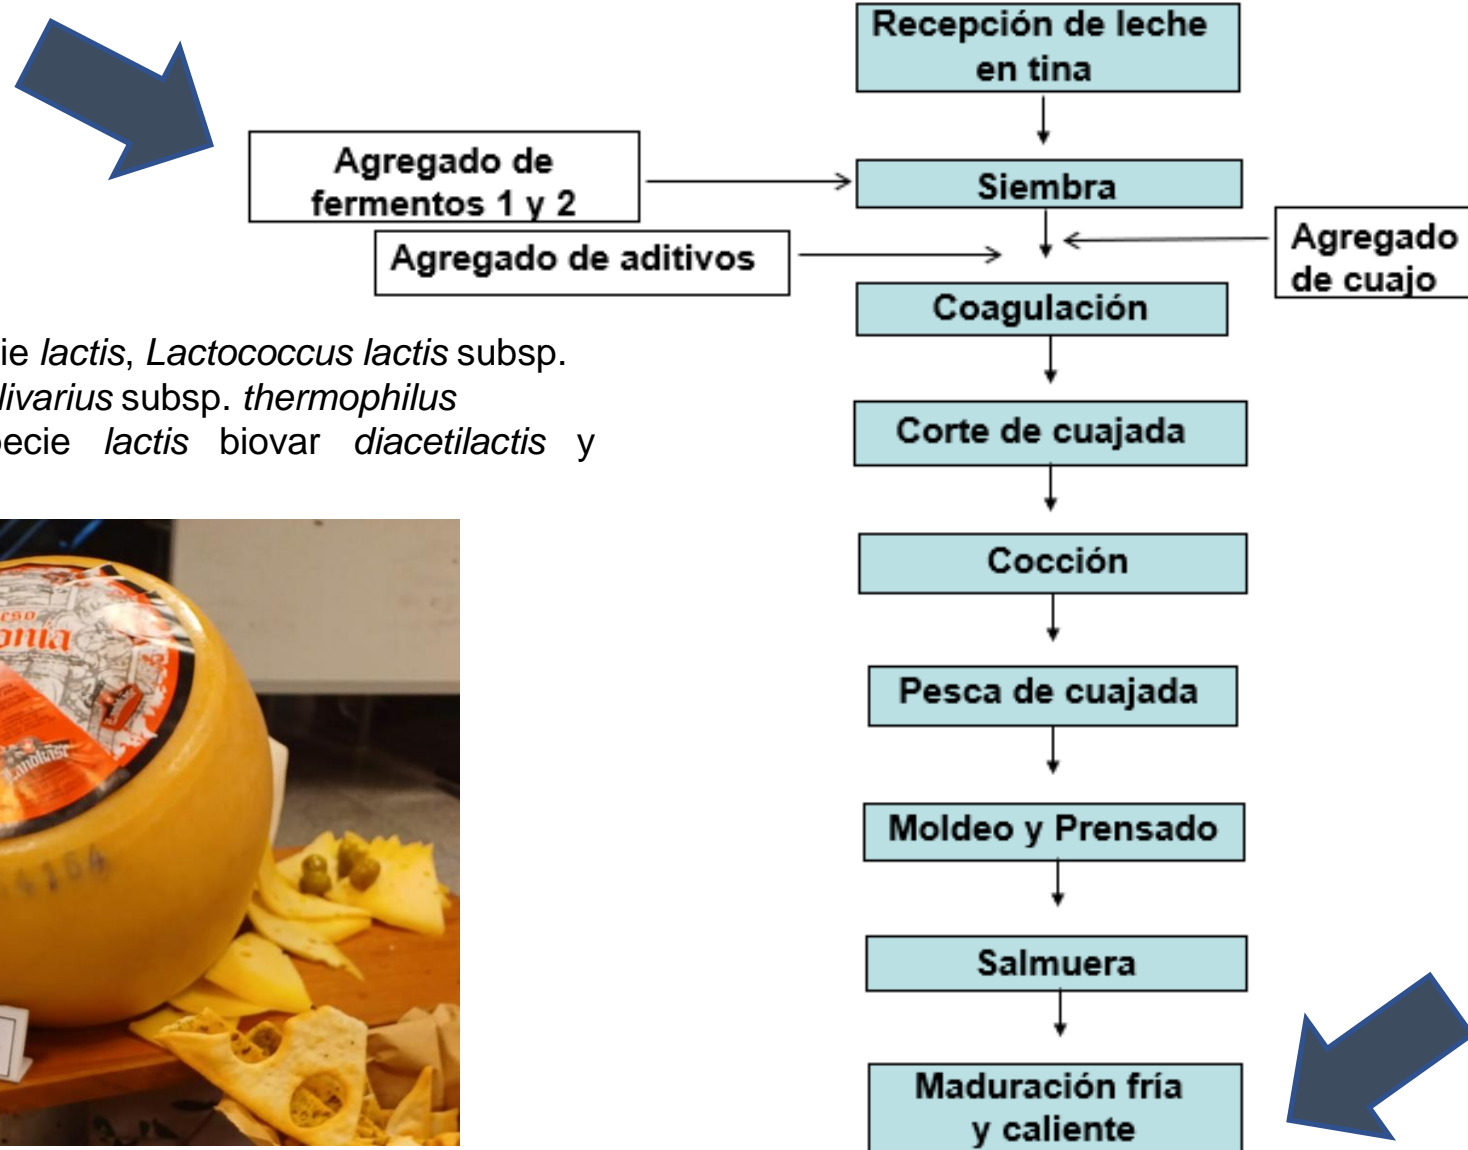 Recepción de leche
en tina
Agregado de
fermentos 1 y 2
Siembra
Agregado de aditivos
Agregado
de cuajo
Coagulación
ie lactis, Lactococcus lactis subsp.
livarius subsp. thermophilus
ecie lactis biovar diacetilactis y
Corte de cuajada
Cocción
Pesca de cuajada
Moldeo y Prensado
Salmuera
Maduración fría
y caliente
onia
Landkäse